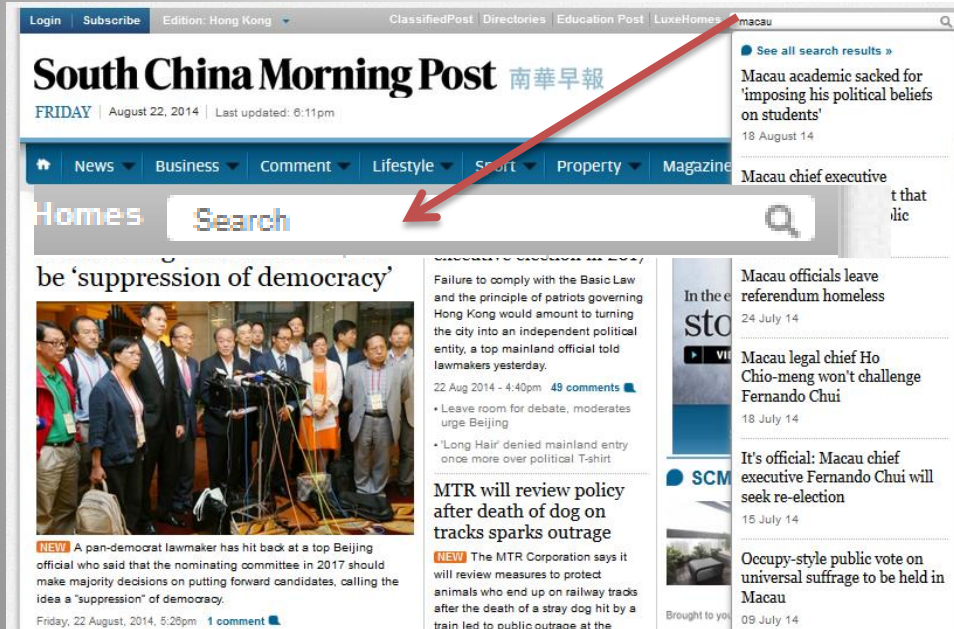 Login Subscribe Edition: Hong Kong ClassifiedPost Directories Education Post LuxeHomes macau
South China Morning Post 南華早報
FRIDAY August 22, 2014 Last updated: 6:11pm
News Business Comment Lifestyle Sport Property Magazine
Homes Search
be ‘suppression of democracy’
NEW A pan-democrat lawmaker has hit back at a top Beijing
official who said that the nominating committee in 2017 should
make majority decisions on putting forward candidates, calling the
idea a "suppression" of democracy.
Friday, 22 August, 2014, 5:26pm 1 comment
executive election in 2017
Failure to comply with the Basic Law
and the principle of patriots governing
Hong Kong would amount to turning
the city into an independent political
entity, a top mainland official told
lawmakers yesterday.
22 Aug 2014 - 4:40pm 49 comments
• Leave room for debate, moderates
urge Beijing
• 'Long Hair' denied mainland entry
once more over political T-shirt
MTR will review policy
after death of dog on
tracks sparks outrage
NEW The MTR Corporation says it
will review measures to protect
animals who end up on railway tracks
after the death of a stray dog hit by a
train led to public outrage at the
In the
SCM
Brought to
See all search results »
Macau academic sacked for
'imposing his political beliefs
on students'
18 August 14
Macau chief executive
that
Macau officials leave
referendum homeless
24 July 14
Macau legal chief Ho
Chio-meng won't challenge
Fernando Chui
18 July 14
It's official: Macau chief
executive Fernando Chui will
seek re-election
15 July 14
Occupy-style public vote on
universal suffrage to be held in
Macau
09 July 14